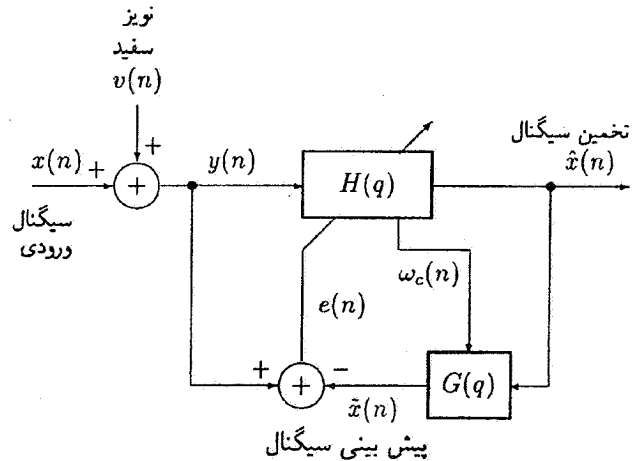 نویز
سفید
v(n)
+
x(n) +
+
y(n)
H(q)
تخمین سیگنال
x̂(n)
سیگنال
ورودی
ω_c(n)
e(n)
+
+
−
G(q)
x̃(n)
پیش بینی سیگنال